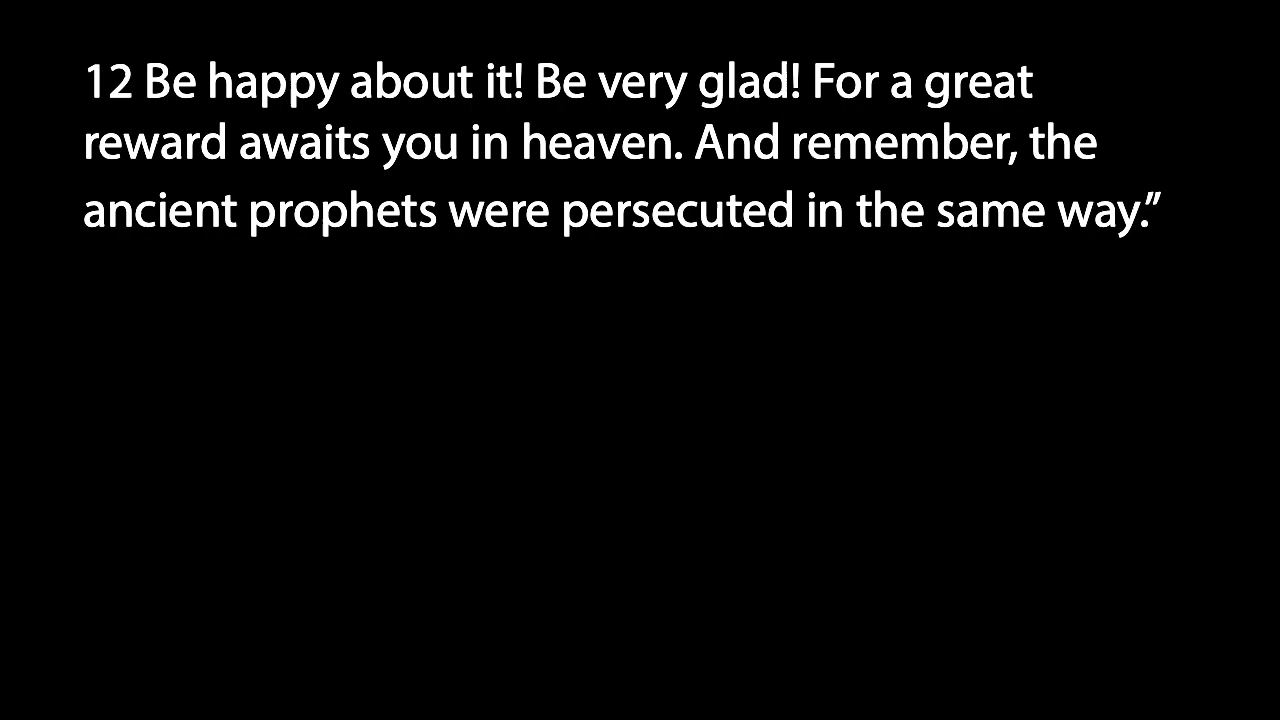 12 Be happy about it! Be very glad! For a great
reward awaits you in heaven. And remember, the
ancient prophets were persecuted in the same way.”